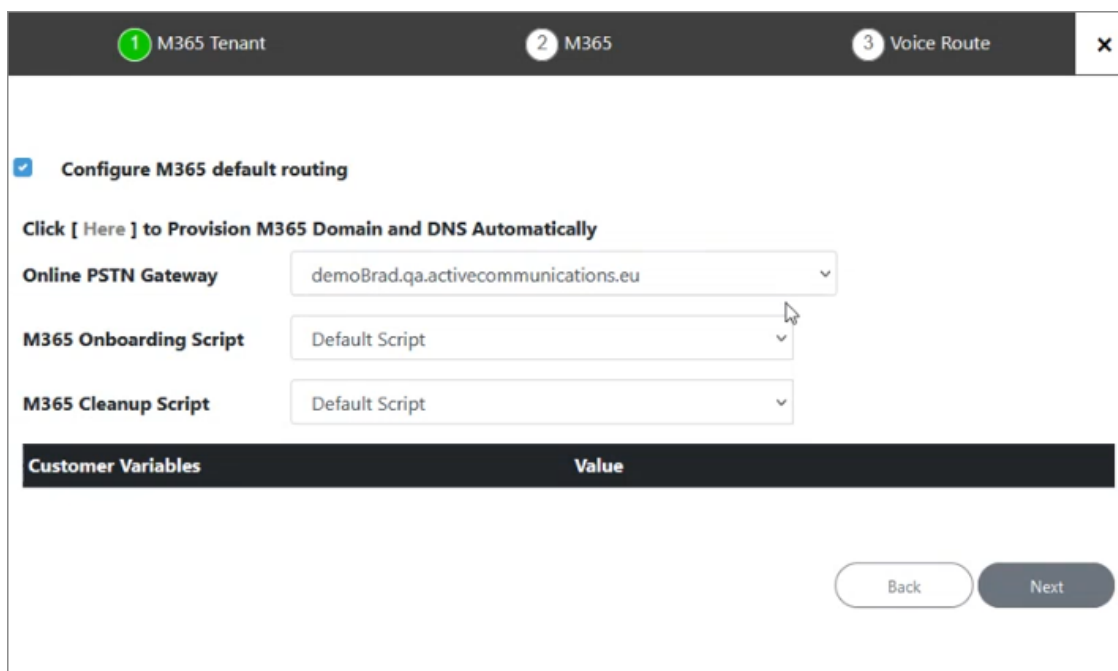 1 M365 Tenant 2 M365 3 Voice Route ×
Configure M365 default routing
Click [ Here ] to Provision M365 Domain and DNS Automatically
Online PSTN Gateway demoBrad.qa.activecommunications.eu
M365 Onboarding Script Default Script
M365 Cleanup Script Default Script
Customer Variables Value
Back Next